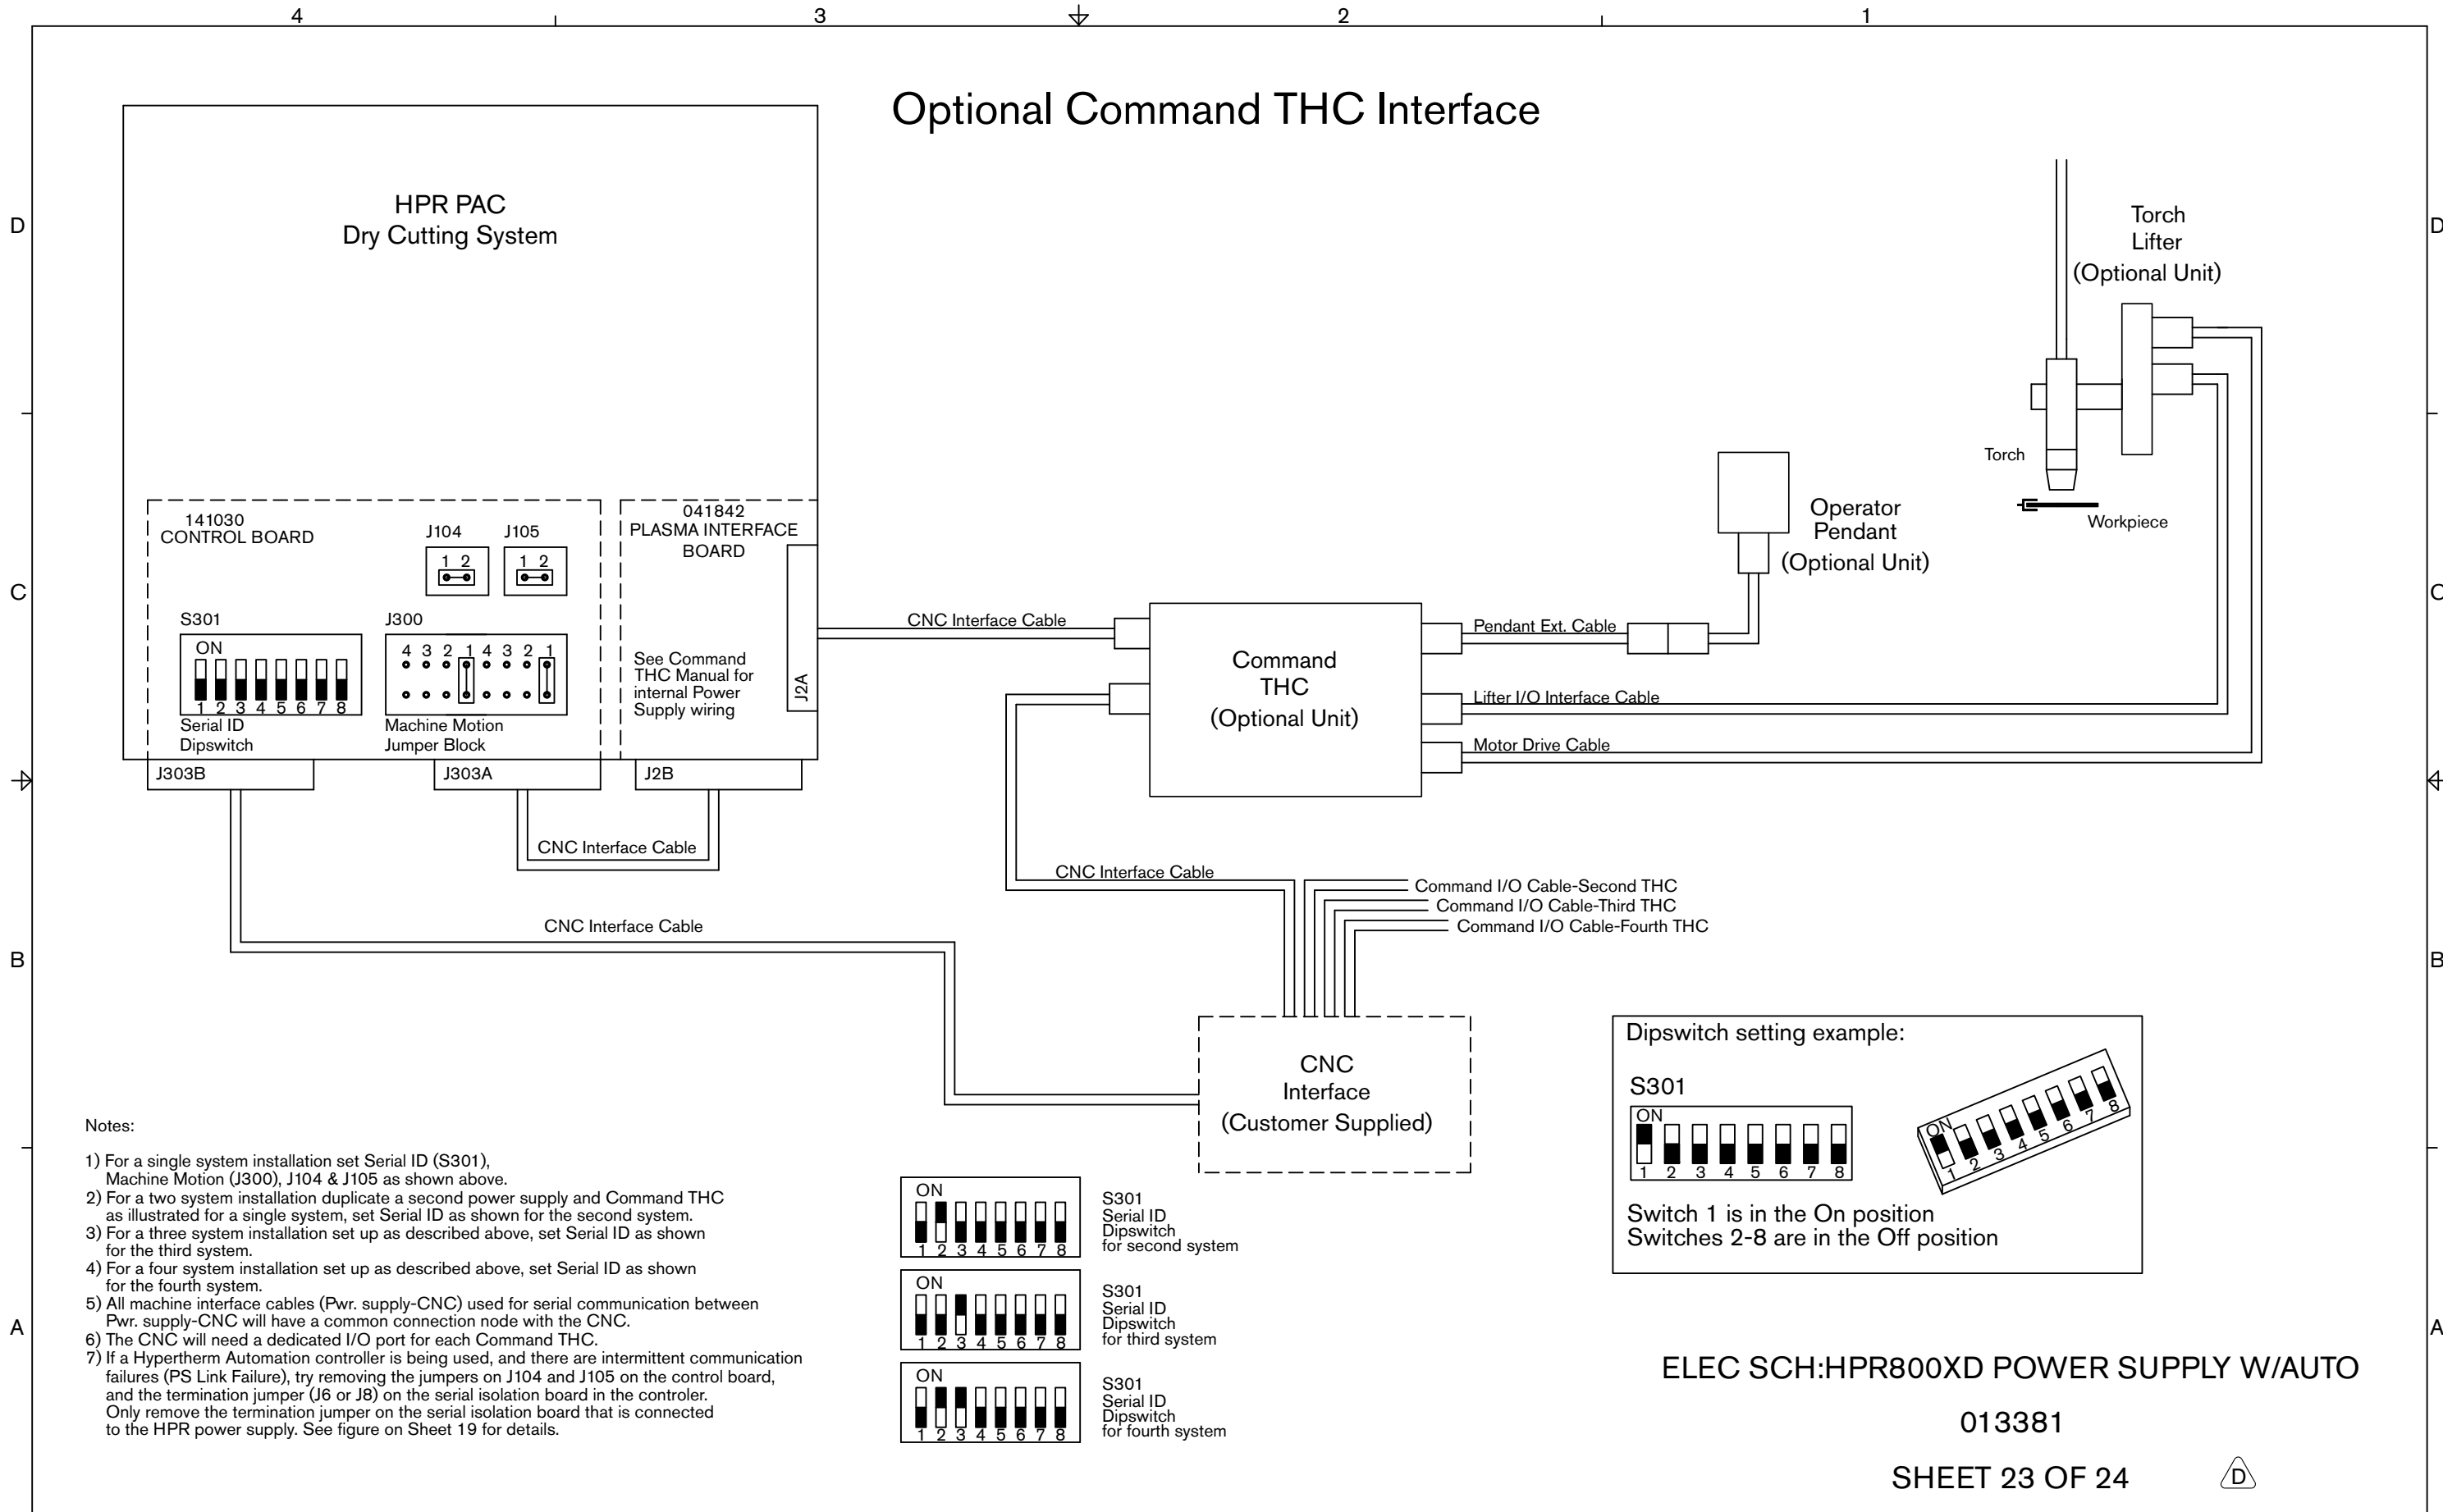 4 3 2 1
Optional Command THC Interface
HPR PAC
Dry Cutting System
D
D
Torch
Lifter
(Optional Unit)
Torch
Workpiece
Operator
Pendant
(Optional Unit)
141030
CONTROL BOARD
J104
1 2
J105
1 2
041842
PLASMA INTERFACE
BOARD
C
C
S301
ON
1 2 3 4 5 6 7 8
Serial ID
Dipswitch
J300
4 3 2 1 4 3 2 1
Machine Motion
Jumper Block
See Command
THC Manual for
internal Power
Supply wiring
J2A
CNC Interface Cable
Command
THC
(Optional Unit)
Pendant Ext. Cable
Lifter I/O Interface Cable
Motor Drive Cable
J303B
J303A
J2B
CNC Interface Cable
CNC Interface Cable
Command I/O Cable-Second THC
Command I/O Cable-Third THC
Command I/O Cable-Fourth THC
CNC Interface Cable
B
B
CNC
Interface
(Customer Supplied)
Dipswitch setting example:
S301
ON
1 2 3 4 5 6 7 8
ON
1 2 3 4 5 6 7 8
Switch 1 is in the On position
Switches 2-8 are in the Off position
Notes:
1) For a single system installation set Serial ID (S301),
Machine Motion (J300), J104 & J105 as shown above.
2) For a two system installation duplicate a second power supply and Command THC
as illustrated for a single system, set Serial ID as shown for the second system.
3) For a three system installation set up as described above, set Serial ID as shown
for the third system.
4) For a four system installation set up as described above, set Serial ID as shown
for the fourth system.
5) All machine interface cables (Pwr. supply-CNC) used for serial communication between
Pwr. supply-CNC will have a common connection node with the CNC.
6) The CNC will need a dedicated I/O port for each Command THC.
7) If a Hypertherm Automation controller is being used, and there are intermittent communication
failures (PS Link Failure), try removing the jumpers on J104 and J105 on the control board,
and the termination jumper (J6 or J8) on the serial isolation board in the controler.
Only remove the termination jumper on the serial isolation board that is connected
to the HPR power supply. See figure on Sheet 19 for details.
ON
1 2 3 4 5 6 7 8
S301
Serial ID
Dipswitch
for second system
ON
1 2 3 4 5 6 7 8
S301
Serial ID
Dipswitch
for third system
ON
1 2 3 4 5 6 7 8
S301
Serial ID
Dipswitch
for fourth system
A
A
ELEC SCH:HPR800XD POWER SUPPLY W/AUTO
013381
SHEET 23 OF 24
D